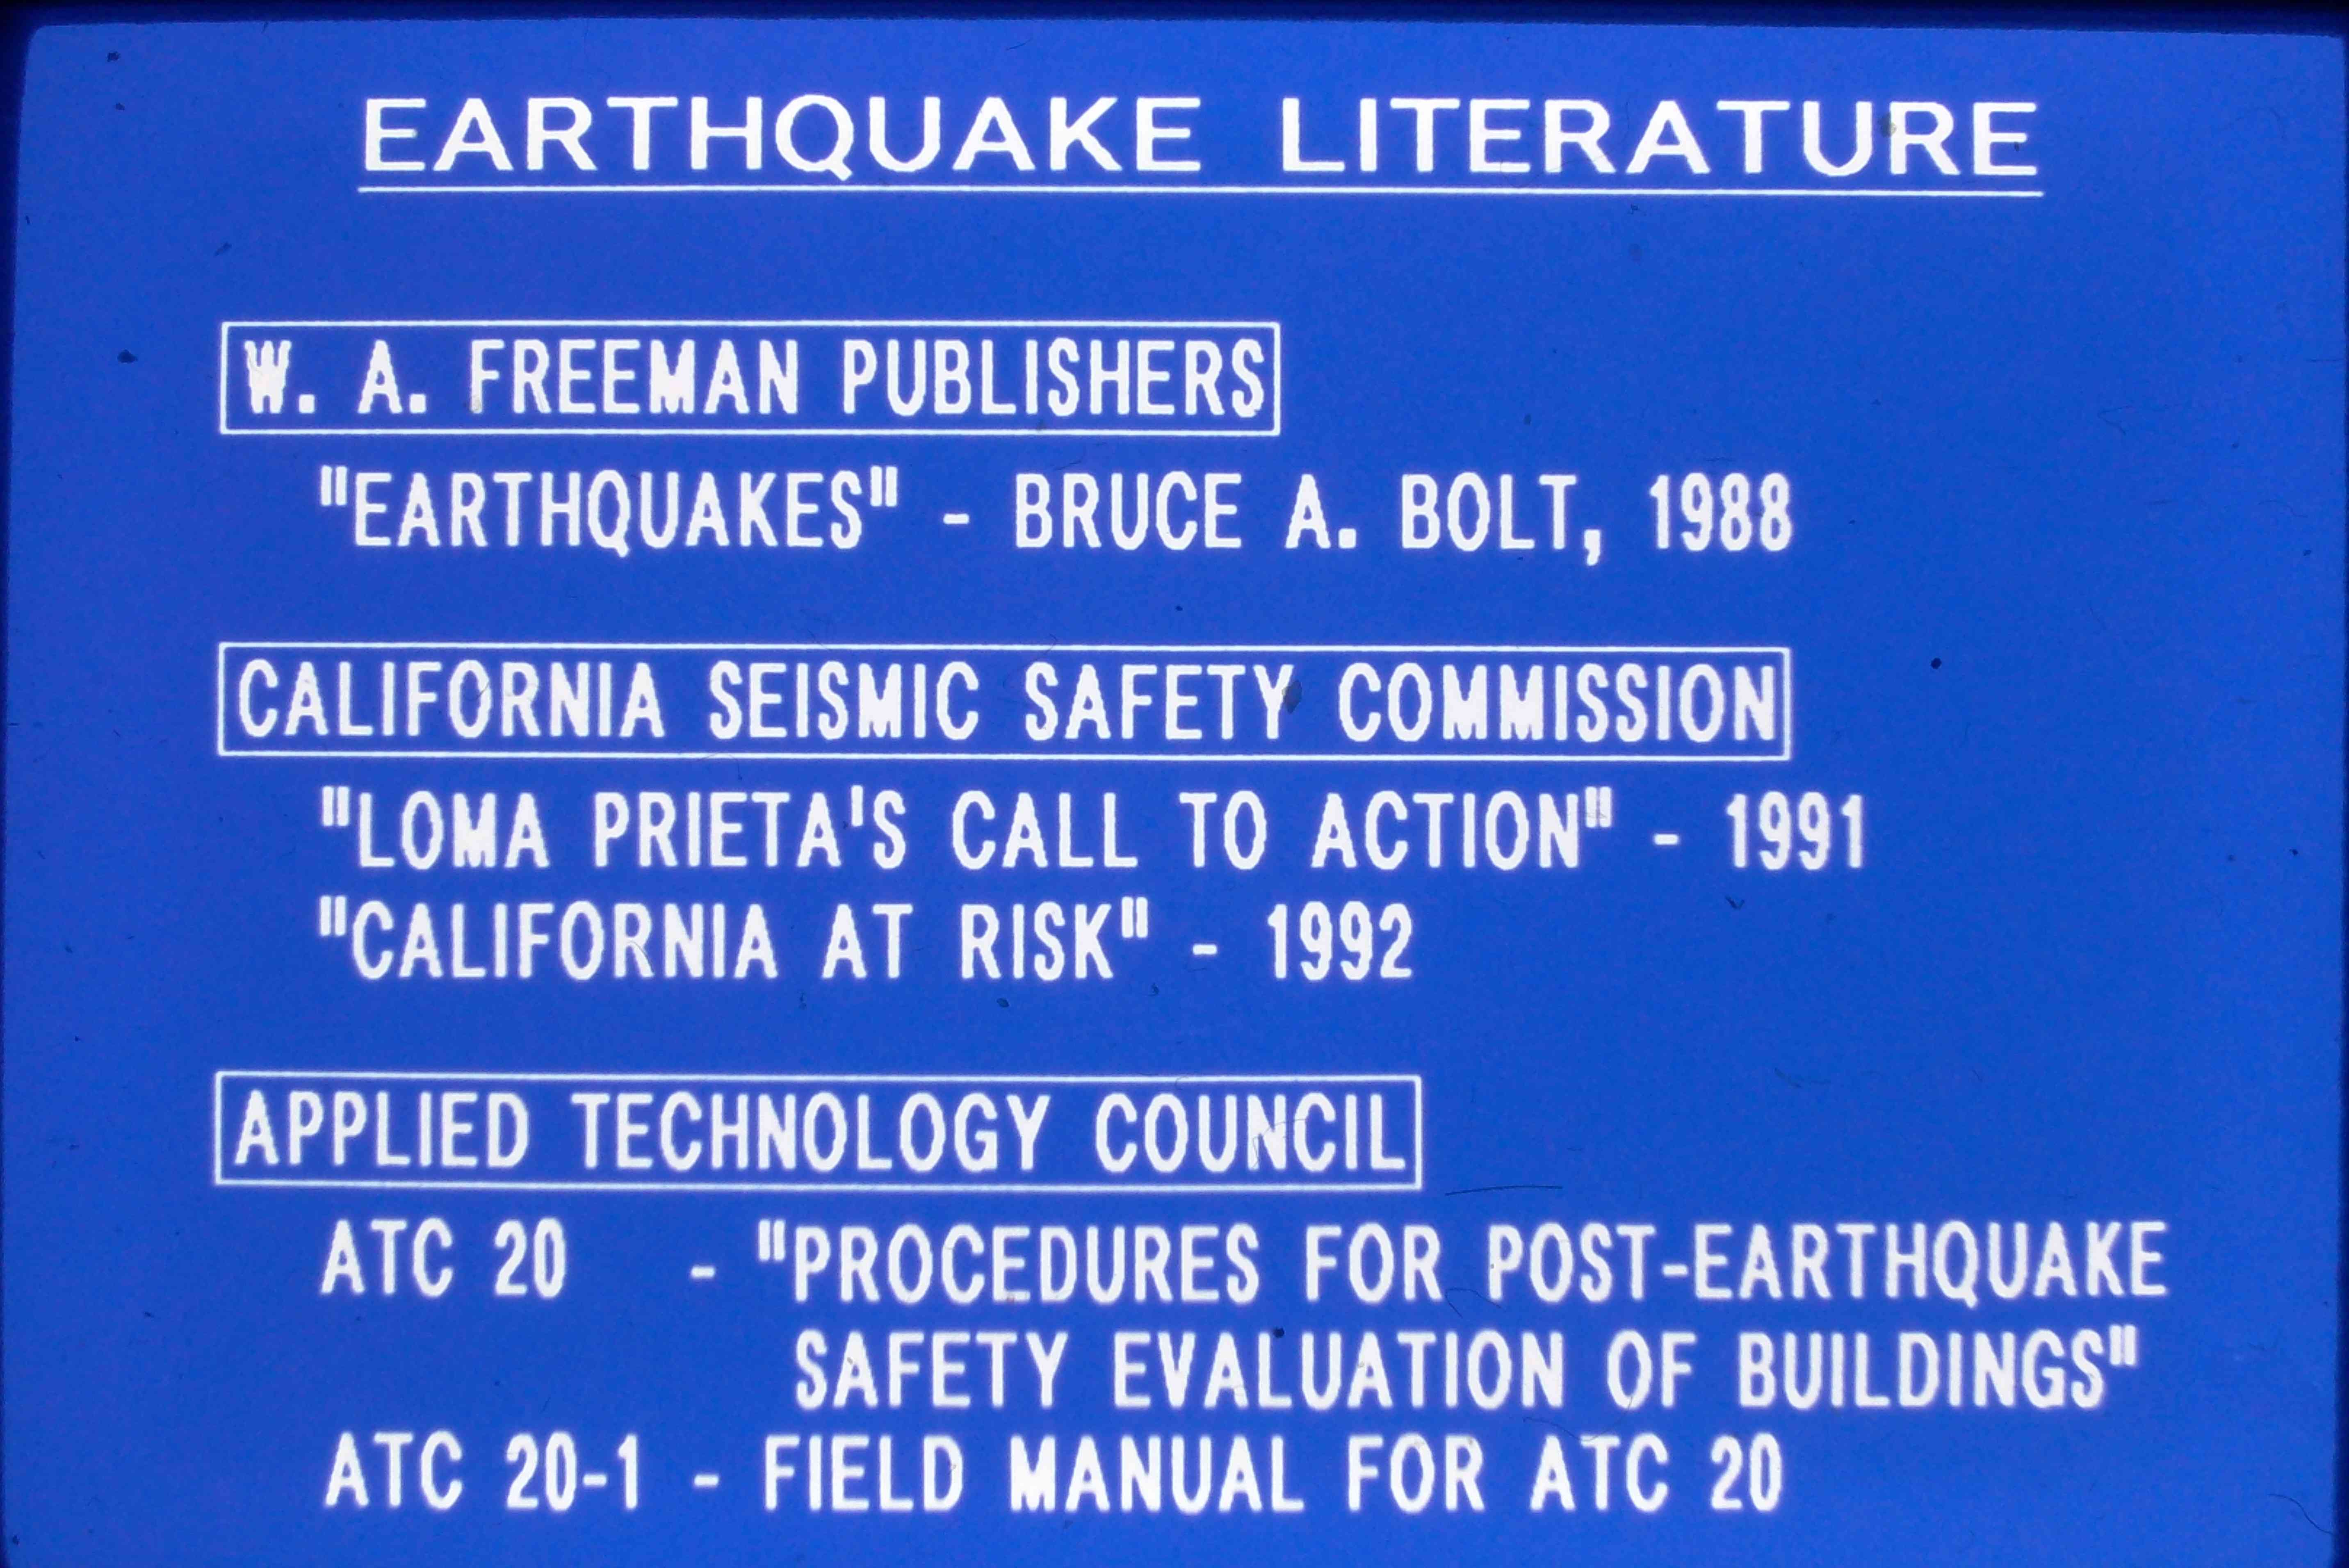 EARTHQUAKE LITERATURE
W. A. FREEMAN PUBLISHERS
"EARTHQUAKES" - BRUCE A. BOLT, 1988
CALIFORNIA SEISMIC SAFETY COMMISSION
"LOMA PRIETA'S CALL TO ACTION" - 1991
"CALIFORNIA AT RISK" - 1992
APPLIED TECHNOLOGY COUNCIL
ATC 20 - "PROCEDURES FOR POST-EARTHQUAKE
SAFETY EVALUATION OF BUILDINGS"
ATC 20-1 - FIELD MANUAL FOR ATC 20